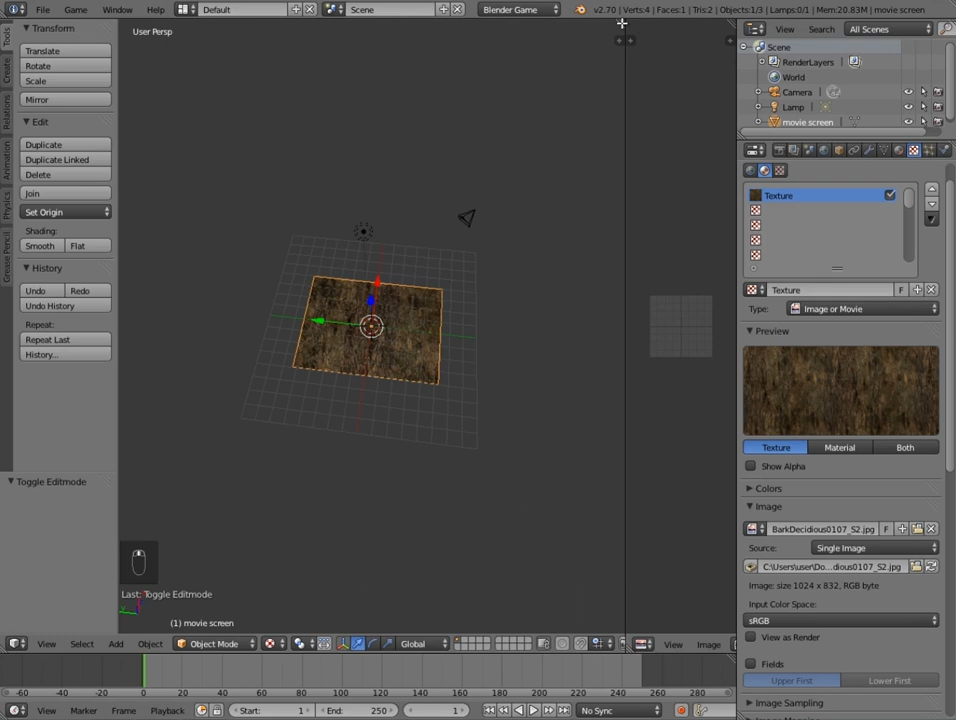 File Game Window Help Default Scene Blender Game v2.70 | Verts:4 | Faces:1 | Tris:2 | Objects:1/3 | Lamps:0/1 | Mem:20.83M | movie screen
Transform
Translate
Rotate
Scale
Mirror
Edit
Duplicate
Duplicate Linked
Delete
Join
Set Origin
Shading:
Smooth Flat
History
Undo Redo
Undo History
Repeat:
Repeat Last
History...
Toggle Editmode
Tools
Create
Relations
Animation
Physics
Grease Pencil
User Persp
Last: Toggle Editmode
(1) movie screen
View Select Add Object Object Mode Global
View Image
View Search All Scenes
Scene
RenderLayers
World
Camera
Lamp
movie screen
Texture
Texture F
Type: Image or Movie
Preview
Texture Material Both
Show Alpha
Colors
Image
BarkDecidious0107_S2.jpg F
Source: Single Image
C:\Users\user\Do...dious0107_S2.jpg
Image: size 1024 x 832, RGB byte
Input Color Space:
sRGB
View as Render
Fields
Upper First Lower First
Image Sampling
-60 -40 -20 0 20 40 60 80 100 120 140 160 180 200 220 240 260 280
View Marker Frame Playback Start: 1 End: 250 1 No Sync